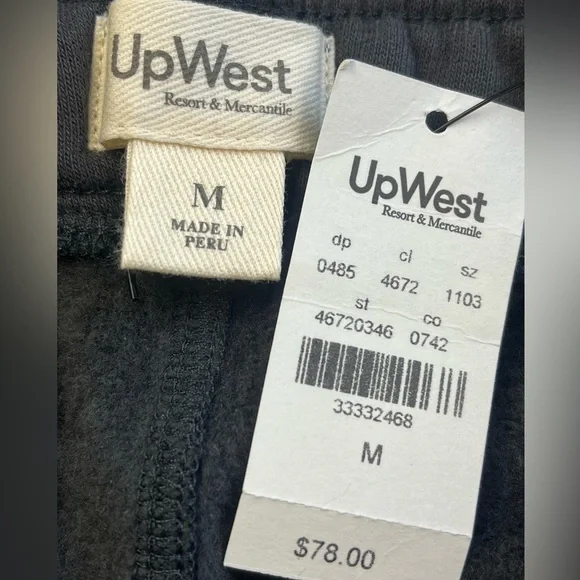 UpWest
Resort & Mercantile
M
MADE IN
PERU
UpWest
Resort & Mercantile
dp cl sz
0485 4672 1103
st co
46720346 0742
33332468
M
$78.00